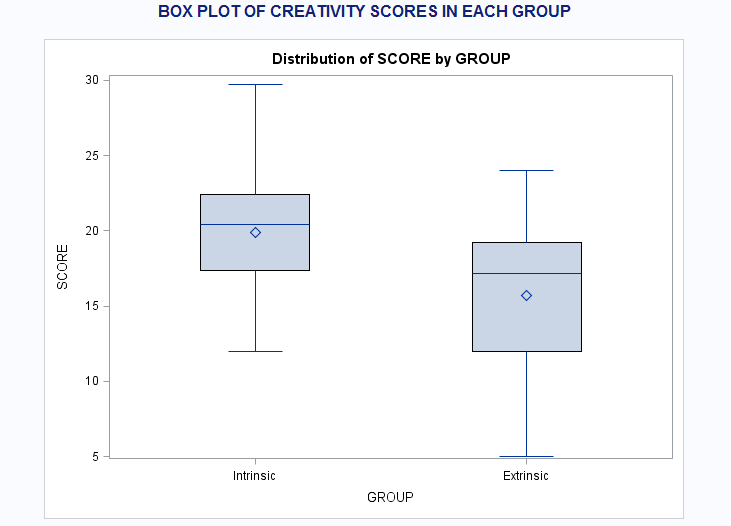 BOX PLOT OF CREATIVITY SCORES IN EACH GROUP
Distribution of SCORE by GROUP
30
25
20
15
10
5
SCORE
Intrinsic
Extrinsic
GROUP